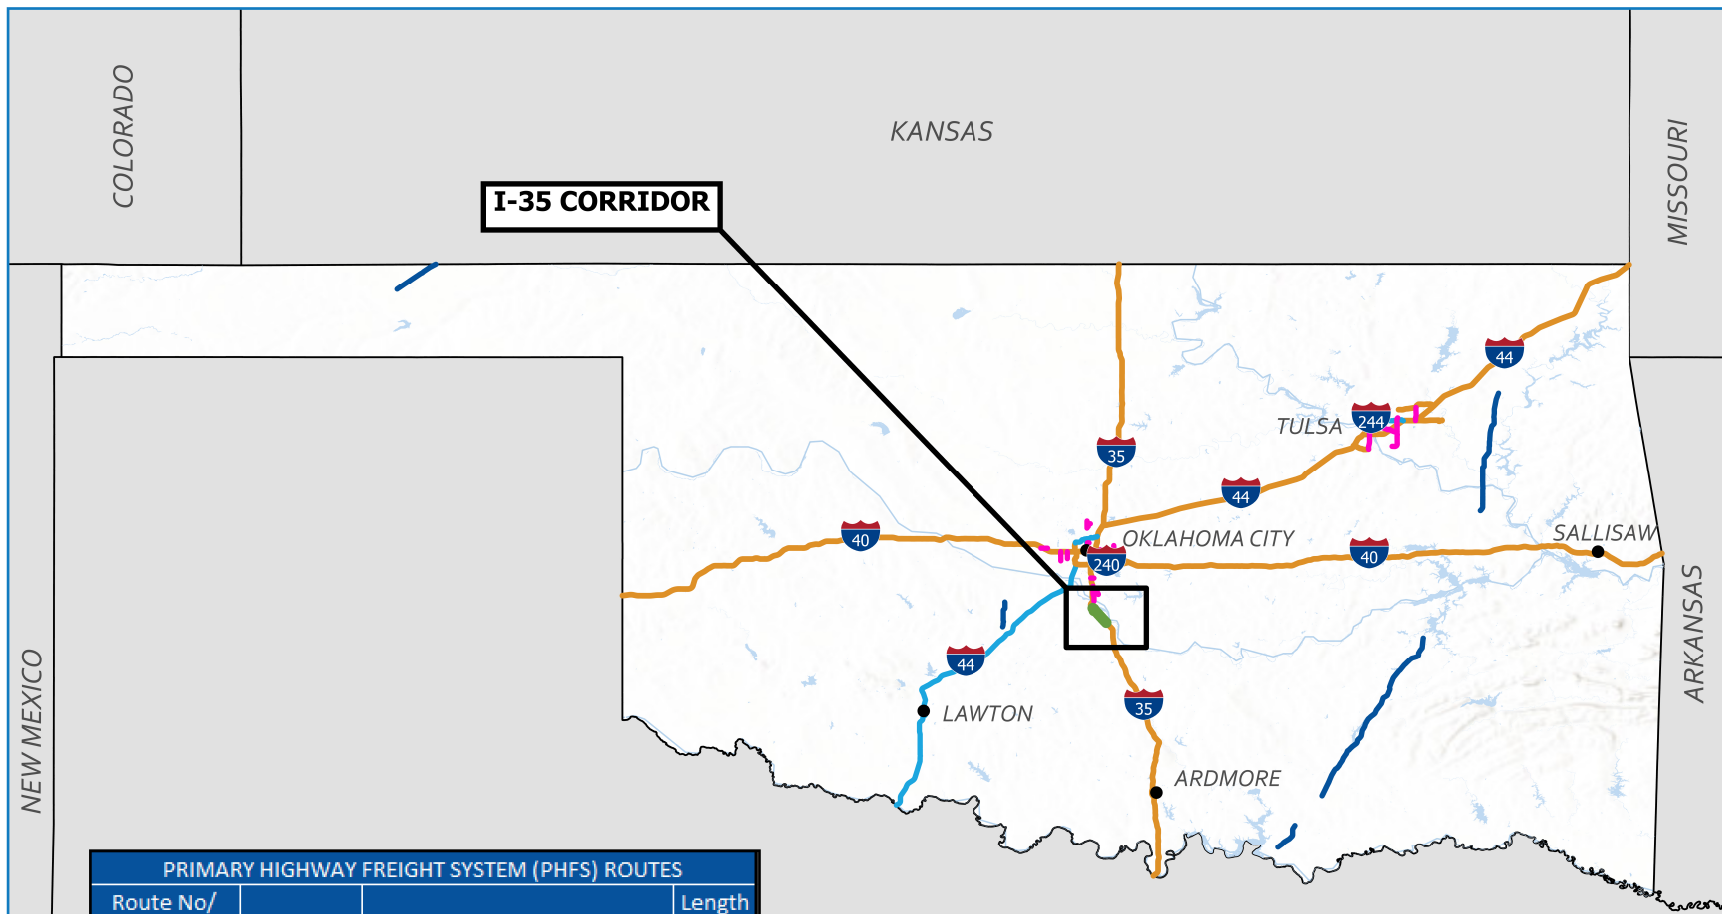 COLORADO
KANSAS
MISSOURI
I-35 CORRIDOR
44
TULSA
244
35
44
40
OKLAHOMA CITY
SALLISAW
240
40
ARKANSAS
NEW MEXICO
44
35
LAWTON
ARDMORE
PRIMARY HIGHWAY FREIGHT SYSTEM (PHFS) ROUTES
Route No/
Length